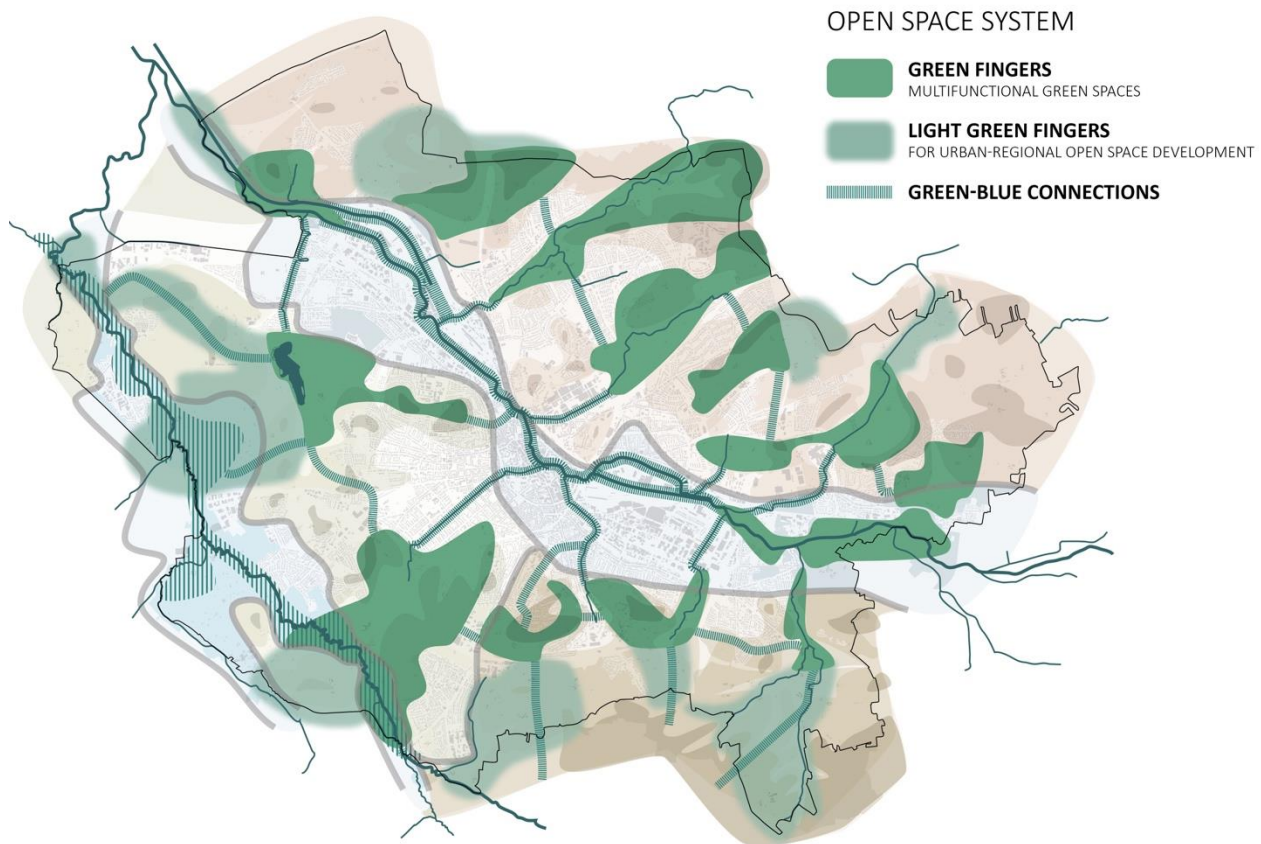 OPEN SPACE SYSTEM
GREEN FINGERS
MULTIFUNCTIONAL GREEN SPACES
LIGHT GREEN FINGERS
FOR URBAN-REGIONAL OPEN SPACE DEVELOPMENT
GREEN-BLUE CONNECTIONS